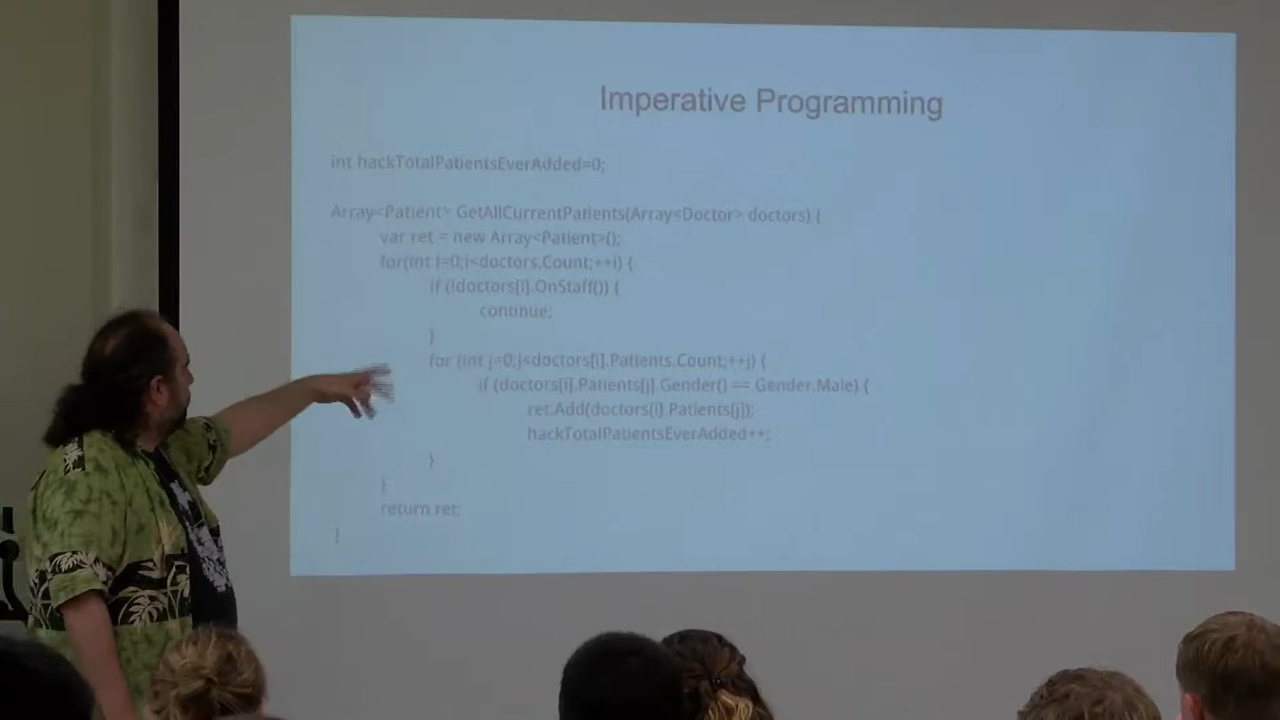 Imperative Programming
int hackTotalPatientsEverAdded=0;
Array<Patient> GetAllCurrentPatients(Array<Doctor> doctors) {
var ret = new Array<Patient>();
for(int i=0;i<doctors.Count;++i) {
if (!doctors[i].OnStaff()) {
continue;
}
for (int j=0;j<doctors[i].Patients.Count;++j) {
if (doctors[i].Patients[j].Gender() == Gender.Male) {
ret.Add(doctors[i].Patients[j]);
hackTotalPatientsEverAdded++;
}
}
return ret;
}